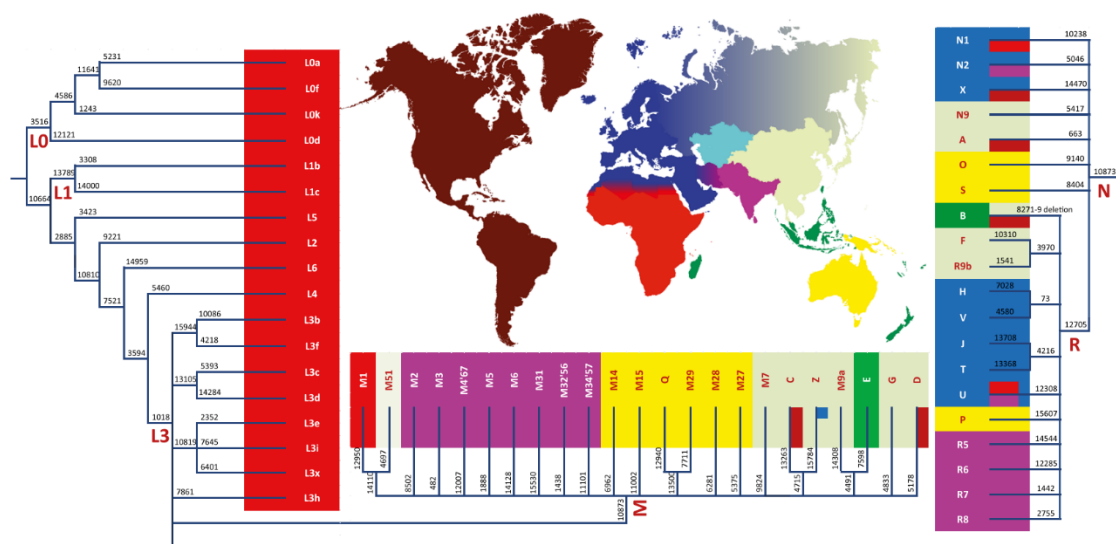 5231
L0a
11641
9620
L0f
4586
1243
L0k
3516
12121
L0d
L0
3308
L1b
13789
14000
L1c
L1
10664
3423
L5
2885
9221
L2
10810
14959
L6
7521
5460
L4
3594
10086
L3b
15944
4218
L3f
5393
L3c
13105
14284
L3d
1018
2352
L3e
L3
10819
7645
L3i
6401
L3x
7861
L3h
M1
M51
M2
M3
M4'67
M5
M6
M31
M32'56
M34'57
M14
M15
Q
M29
M28
M27
M7
C
Z
M9a
E
G
D
12950
4697
14110
8502
482
12007
1888
14128
15530
1438
11101
6962
11002
12940
7711
13500
6281
5375
9824
13263
15784
4715
14308
7598
4491
4833
5178
10873
M
N1
10238
N2
5046
X
14470
N9
5417
A
663
O
9140
10873
S
8404
N
B
8271-9 deletion
F
10310
3970
R9b
1541
H
7028
73
V
4580
12705
J
13708
4216
R
T
13368
U
12308
P
15607
R5
14544
R6
12285
R7
1442
R8
2755